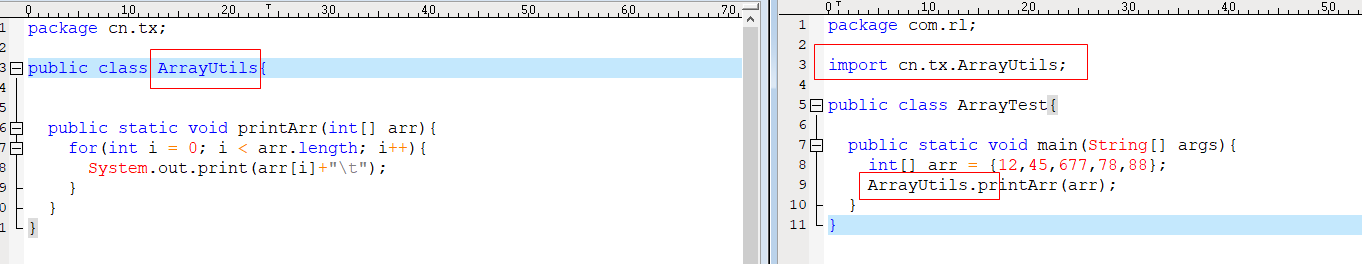 0 10 20 30 40 50 60 70
1 package cn.tx;
2
3 public class ArrayUtils{
4
5
6 public static void printArr(int[] arr){
7 for(int i = 0; i < arr.length; i++){
8 System.out.print(arr[i]+"\t");
9 }
0 }
1 }
0 10 20 30 40 50
1 package com.rl;
2
3 import cn.tx.ArrayUtils;
4
5 public class ArrayTest{
6
7 public static void main(String[] args){
8 int[] arr = {12,45,677,78,88};
9 ArrayUtils.printArr(arr);
10 }
11 }